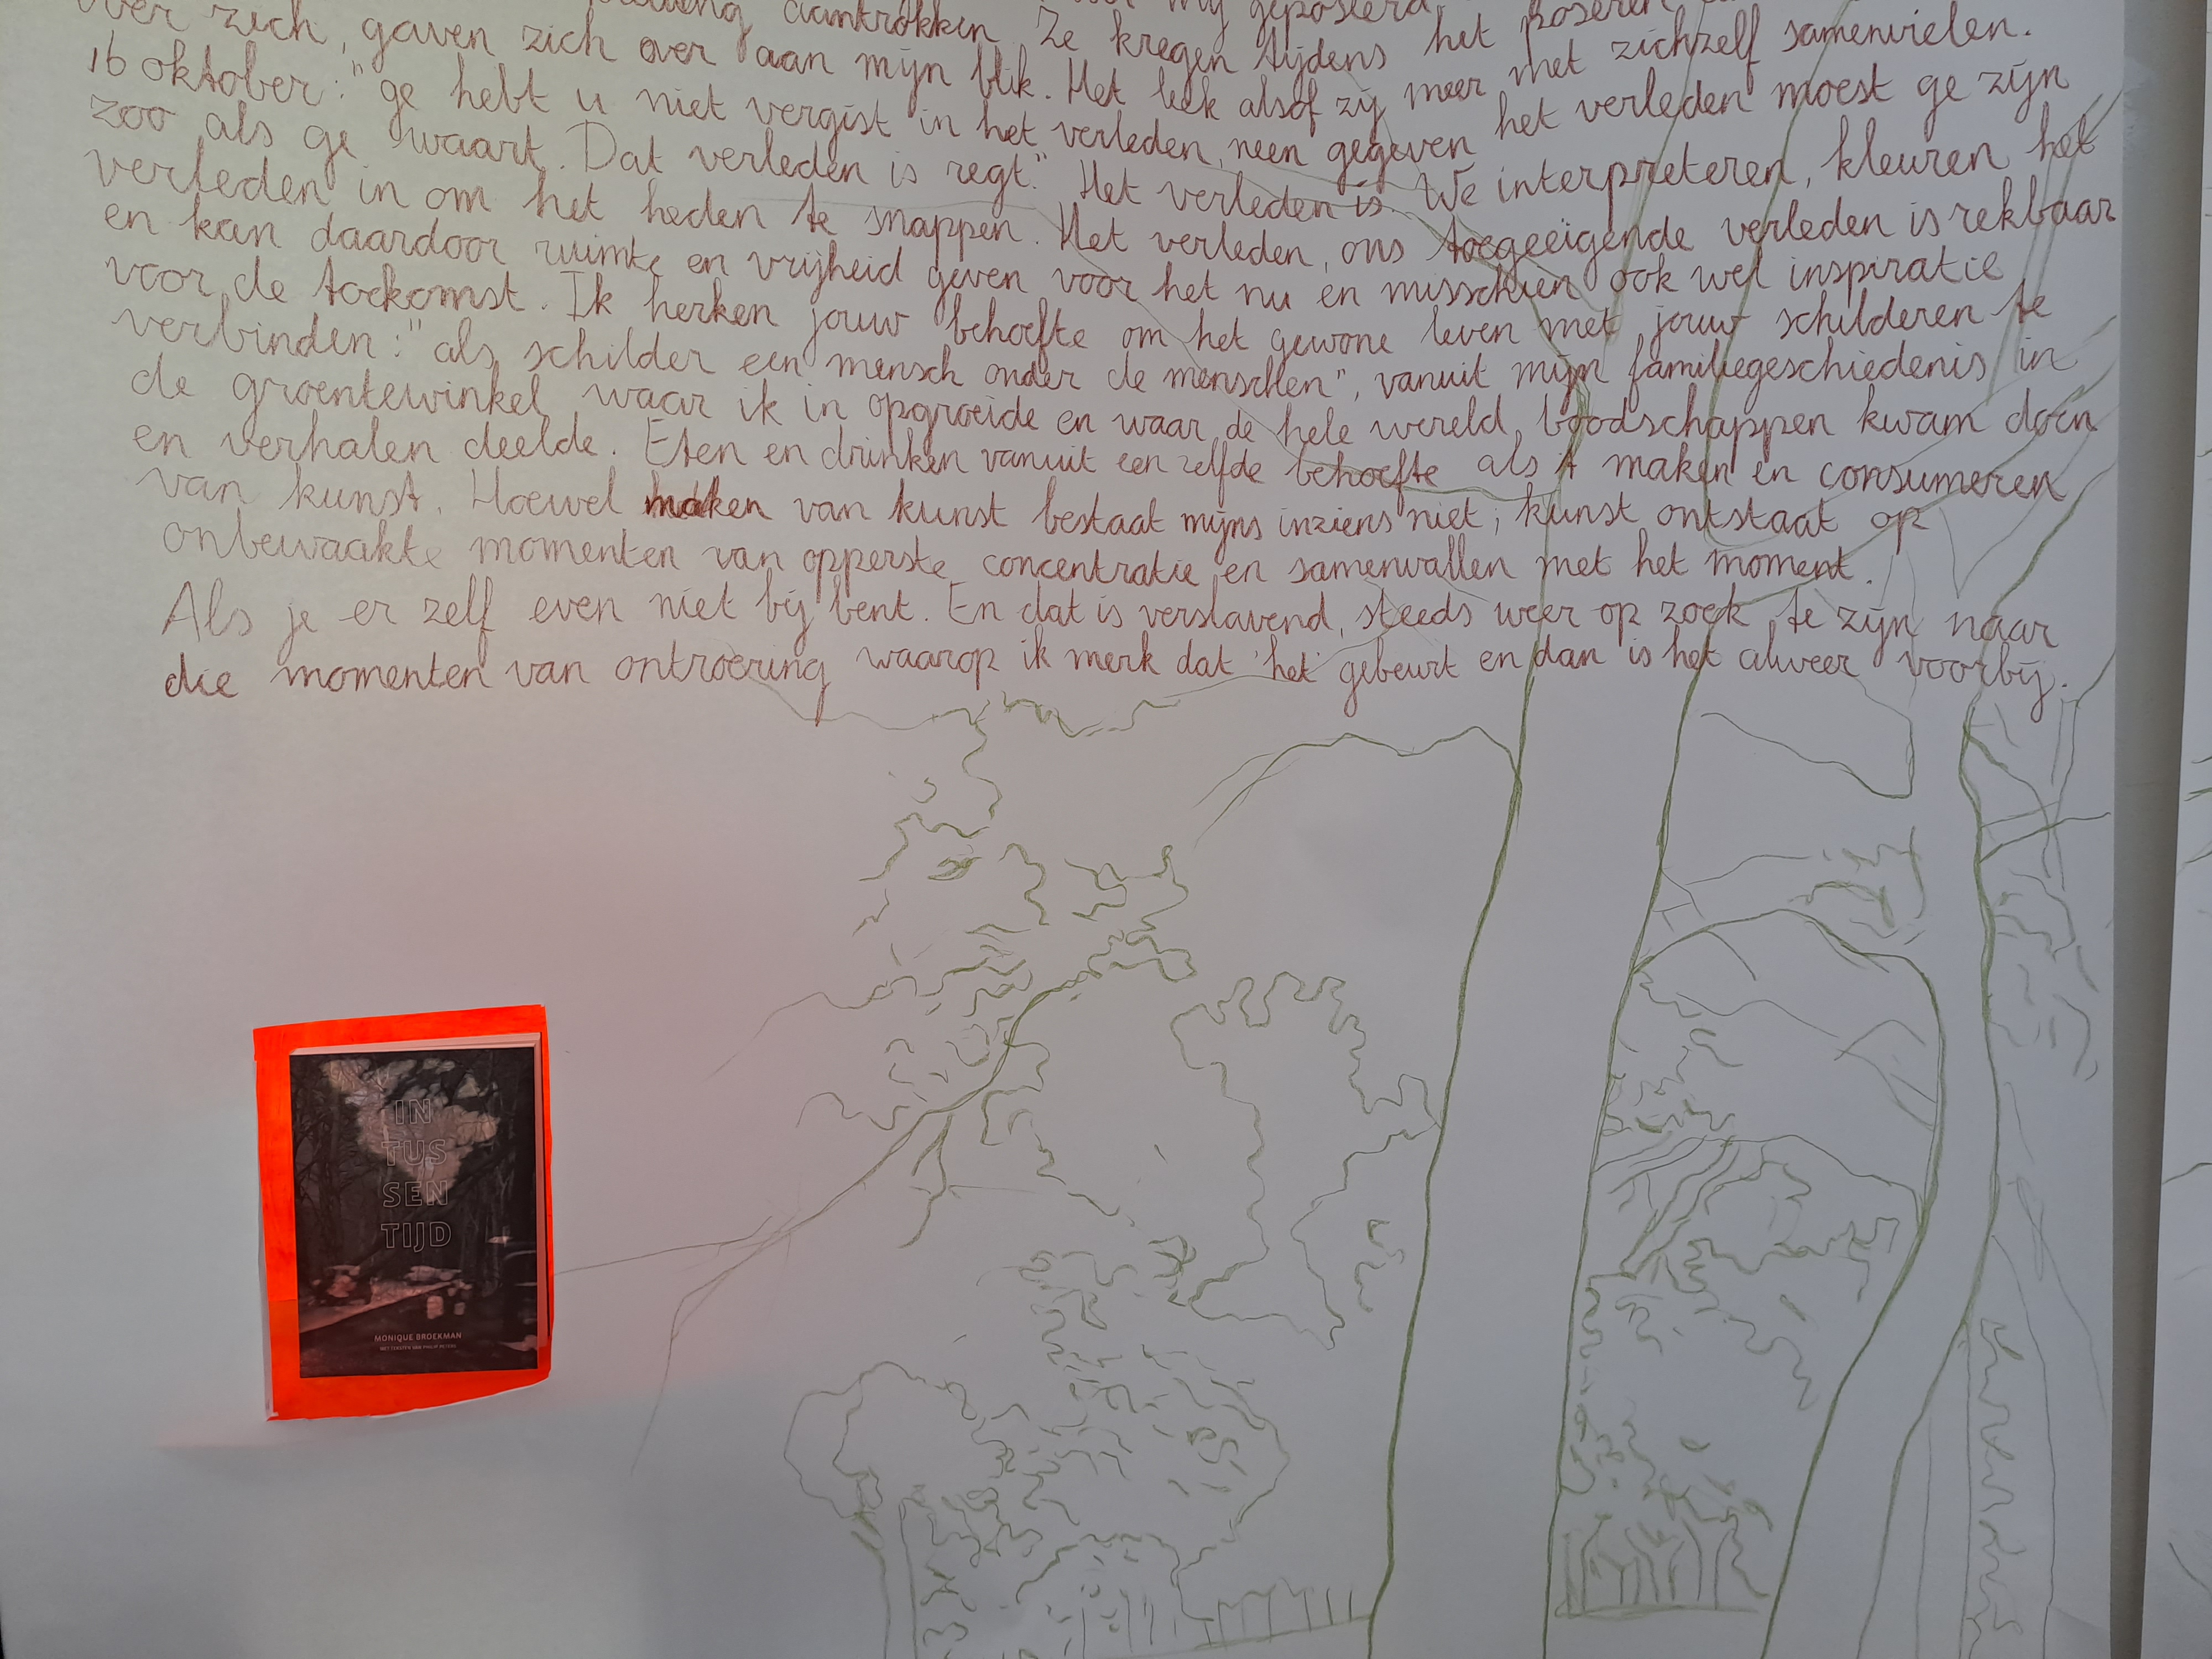 over zich, gaven zich over aan mijn blik. Het leek alsof zij meer met zichzelf samenvielen.
aantrokken. Ze kregen tijdens het poseren
16 oktober: "ge hebt u niet vergist in het verleden, neen gegeven het verleden moest ge zijn
zoo als ge waart. Dat verleden is regt." Het verleden is. We interpreteren, kleuren het
verleden in om het heden te snappen. Het verleden, ons toegeëigende verleden is rekbaar
en kan daardoor ruimte en vrijheid geven voor het nu en misschien ook wel inspiratie
voor de toekomst. Ik herken jouw behoefte om het gewone leven met jouw schilderen te
verbinden: "als schilder een mensch onder de menschen", vanuit mijn familiegeschiedenis in
de groentewinkel waar ik in opgroeide en waar de hele wereld boodschappen kwam doen
en verhalen deelde. Eten en drinken vanuit een zelfde behoefte als 't maken en consumeren
van kunst. Hoewel maken van kunst bestaat mijns inziens niet; kunst ontstaat op
onbewaakte momenten van opperste concentratie en samenvallen met het moment.
Als je er zelf even niet bij bent. En dat is verslavend, steeds weer op zoek te zijn naar
die momenten van ontroering waarop ik merk dat 'het' gebeurt en dan is het alweer voorbij.
IN
TUS
SEN
TIJD
MONIQUE BROEKMAN
MET TEKSTEN VAN PHILIP PETERS